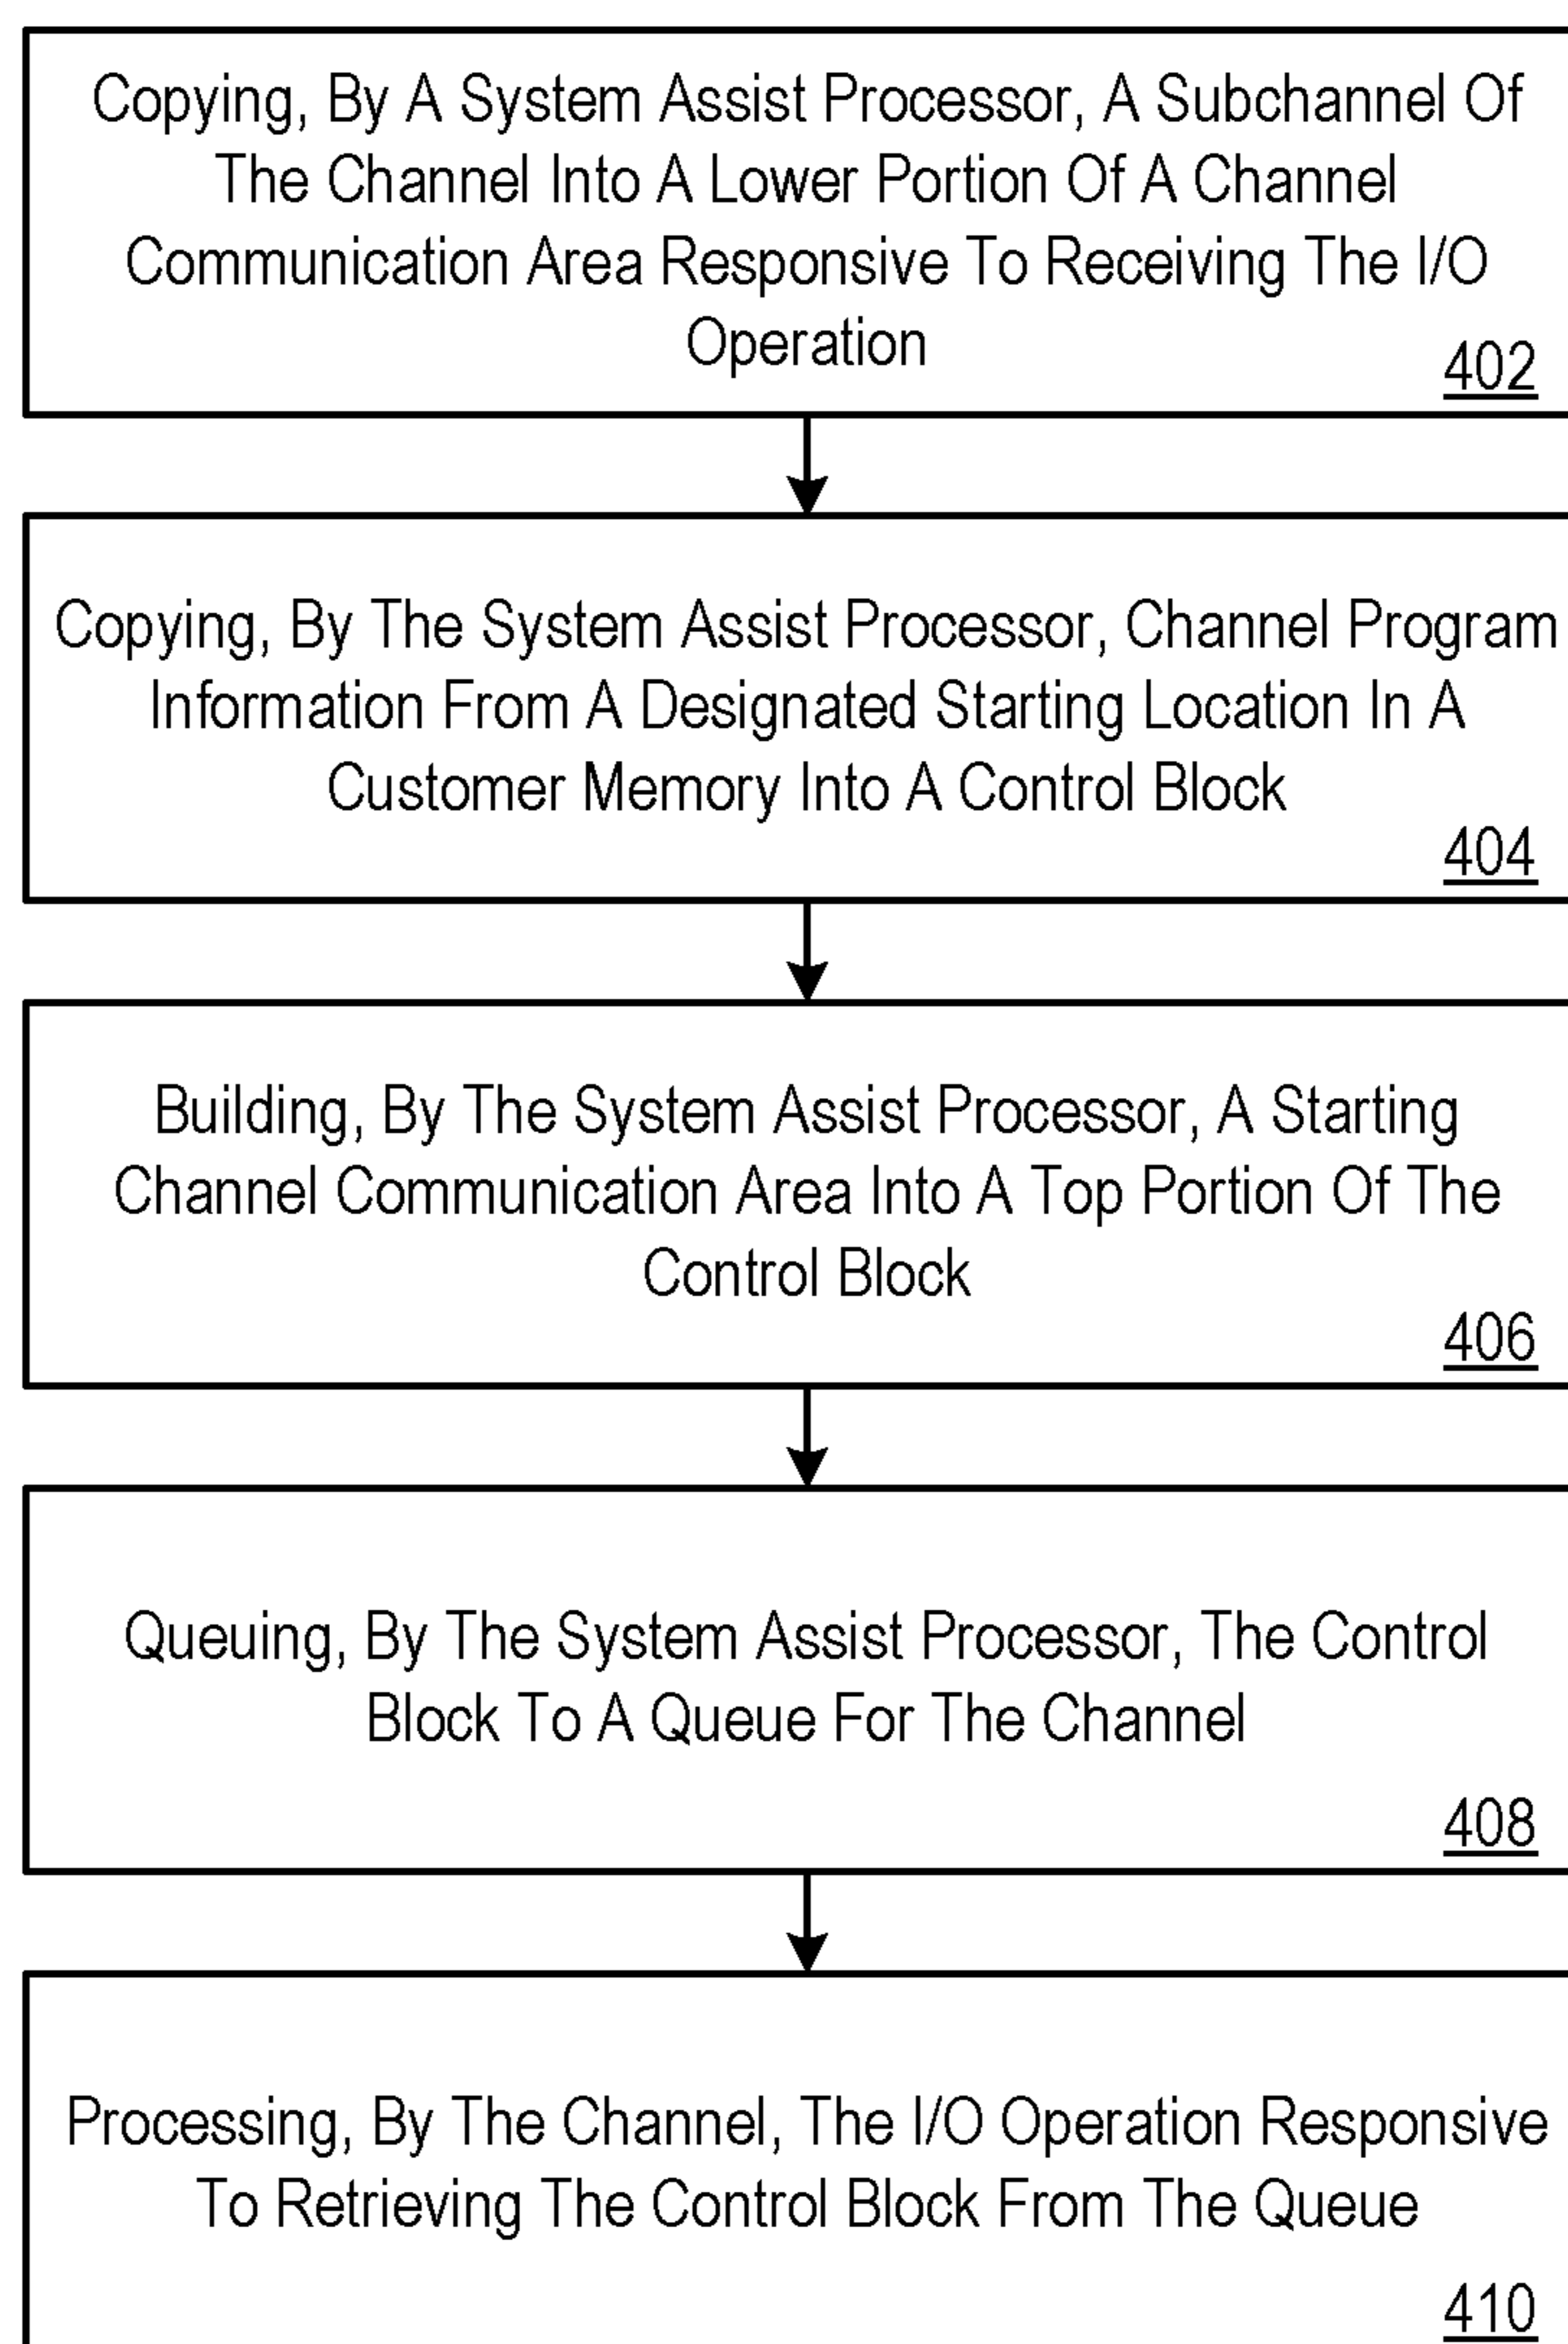 Copying, By A System Assist Processor, A Subchannel Of
The Channel Into A Lower Portion Of A Channel
Communication Area Responsive To Receiving The I/O
Operation
402
Copying, By The System Assist Processor, Channel Program
Information From A Designated Starting Location In A
Customer Memory Into A Control Block
404
Building, By The System Assist Processor, A Starting
Channel Communication Area Into A Top Portion Of The
Control Block
406
Queuing, By The System Assist Processor, The Control
Block To A Queue For The Channel
408
Processing, By The Channel, The I/O Operation Responsive
To Retrieving The Control Block From The Queue
410